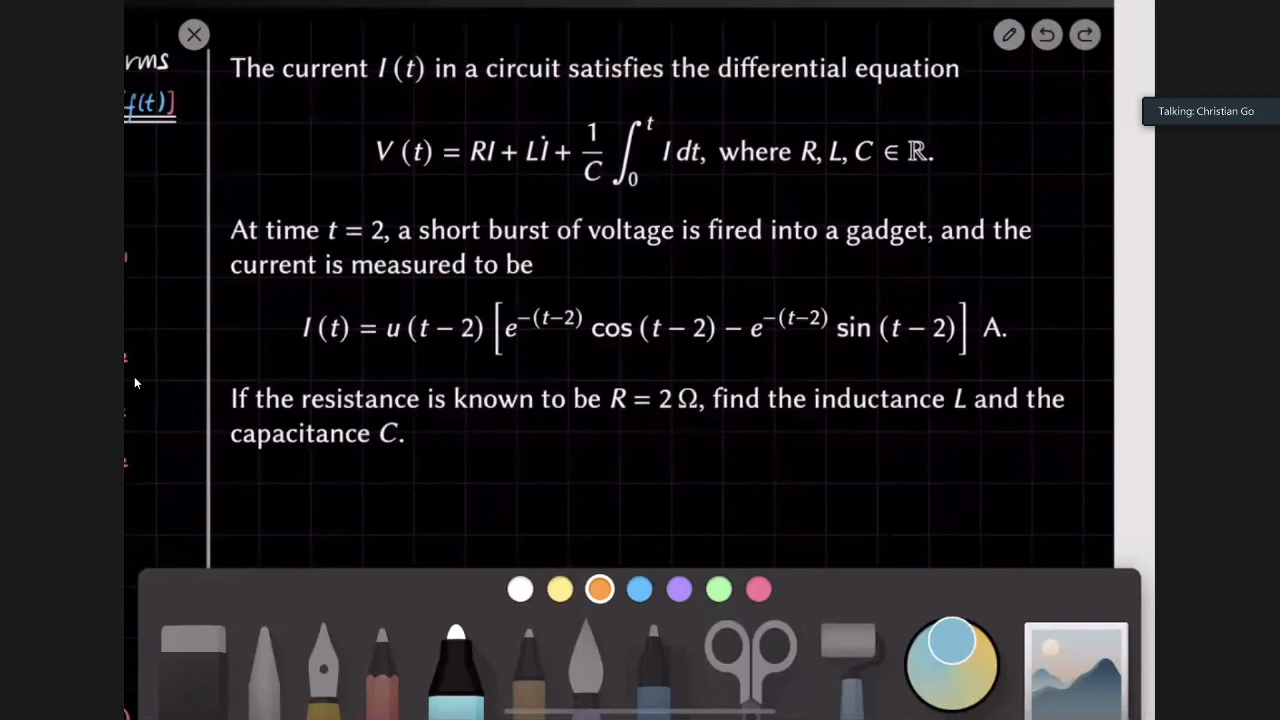 rms
f(t)]
The current I (t) in a circuit satisfies the differential equation
V (t) = RI + Lİ + 1/C ∫₀ᵗ I dt, where R, L, C ∈ ℝ.
At time t = 2, a short burst of voltage is fired into a gadget, and the
current is measured to be
I (t) = u (t − 2) [e^{−(t−2)} cos (t − 2) − e^{−(t−2)} sin (t − 2)] A.
If the resistance is known to be R = 2 Ω, find the inductance L and the
capacitance C.
Talking: Christian Go